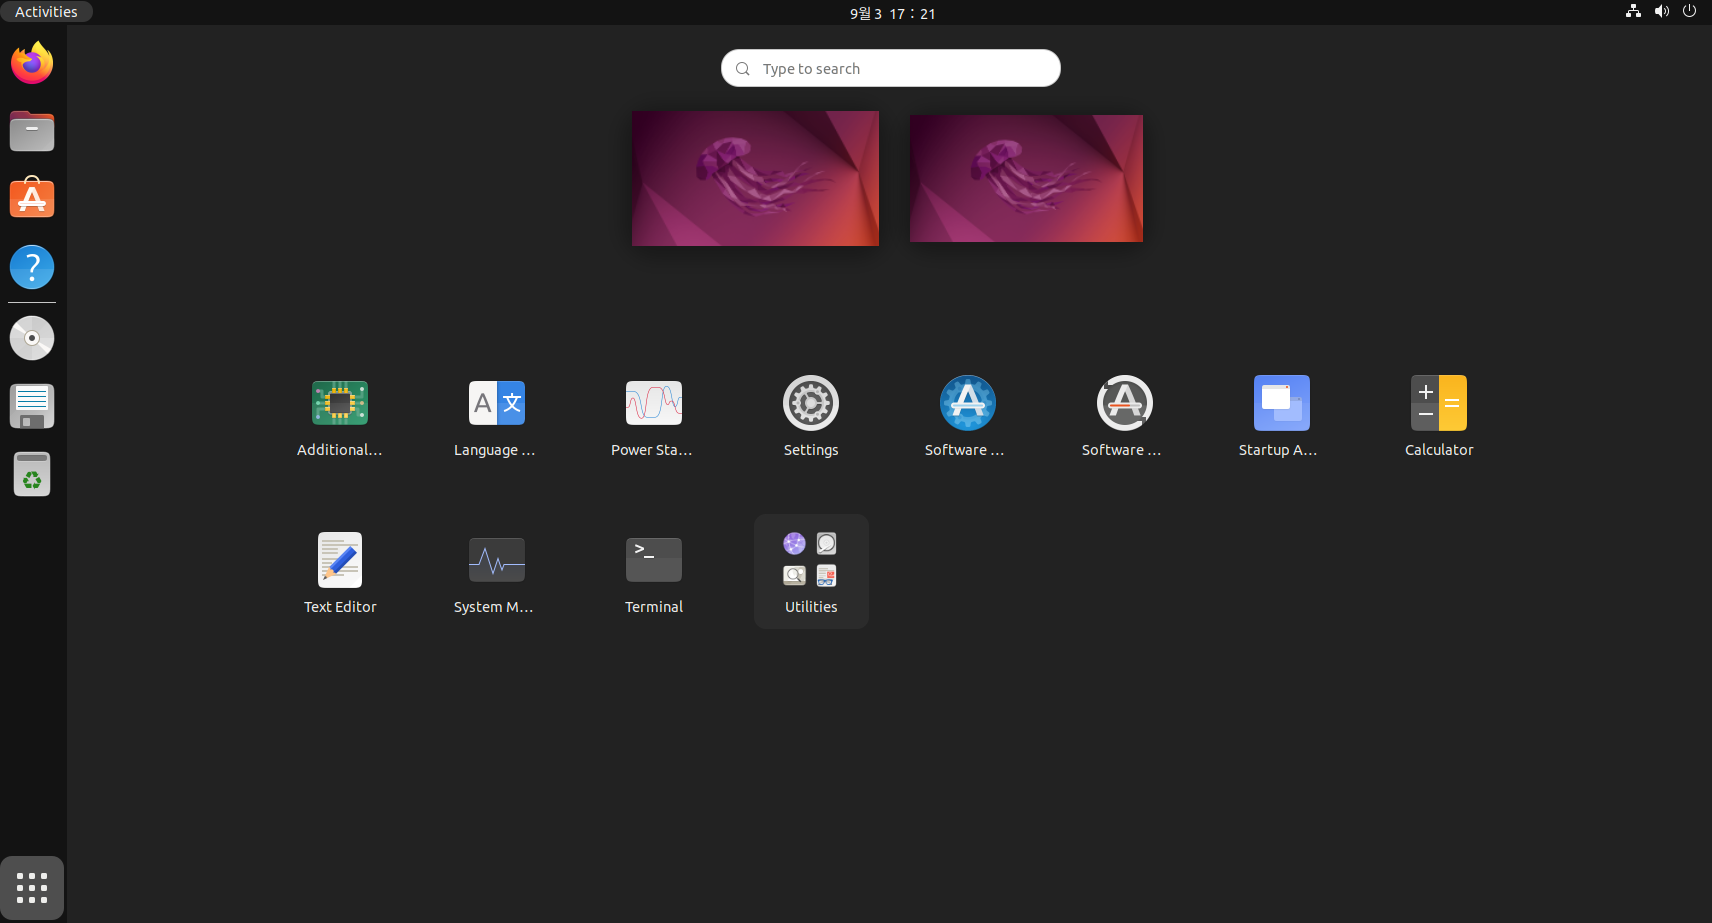 Activities
9월 3 17：21
Type to search
Additional...
Language ...
Power Sta...
Settings
Software ...
Software ...
Startup A...
Calculator
Text Editor
System M...
Terminal
Utilities